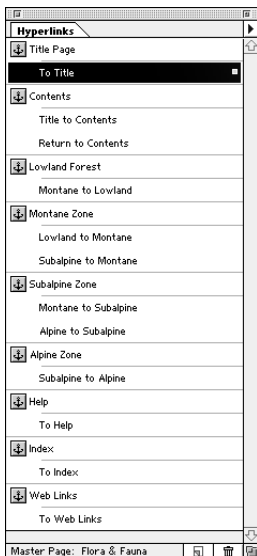 Hyperlinks
Title Page
To Title
Contents
Title to Contents
Return to Contents
Lowland Forest
Montane to Lowland
Montane Zone
Lowland to Montane
Subalpine to Montane
Subalpine Zone
Montane to Subalpine
Alpine to Subalpine
Alpine Zone
Subalpine to Alpine
Help
To Help
Index
To Index
Web Links
To Web Links
Master Page: Flora & Fauna